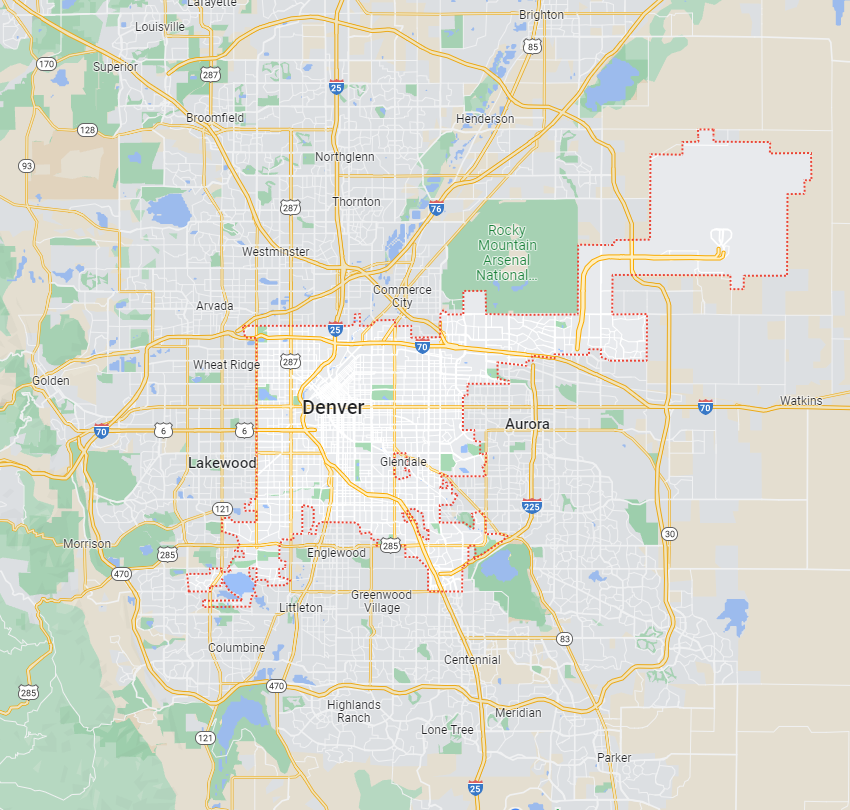 Lafayette
Brighton
Louisville
85
170
Superior
287
25
Broomfield
Henderson
128
Northglenn
93
Thornton
287
76
Rocky
Mountain
Arsenal
National...
Westminster
Commerce
City
Arvada
25
70
Wheat Ridge
287
Golden
Denver
Watkins
70
Aurora
70
6
6
Lakewood
Glendale
121
225
30
Morrison
285
Englewood
285
470
Greenwood
Village
Littleton
83
Columbine
Centennial
285
470
Highlands
Ranch
Meridian
Lone Tree
121
Parker
25